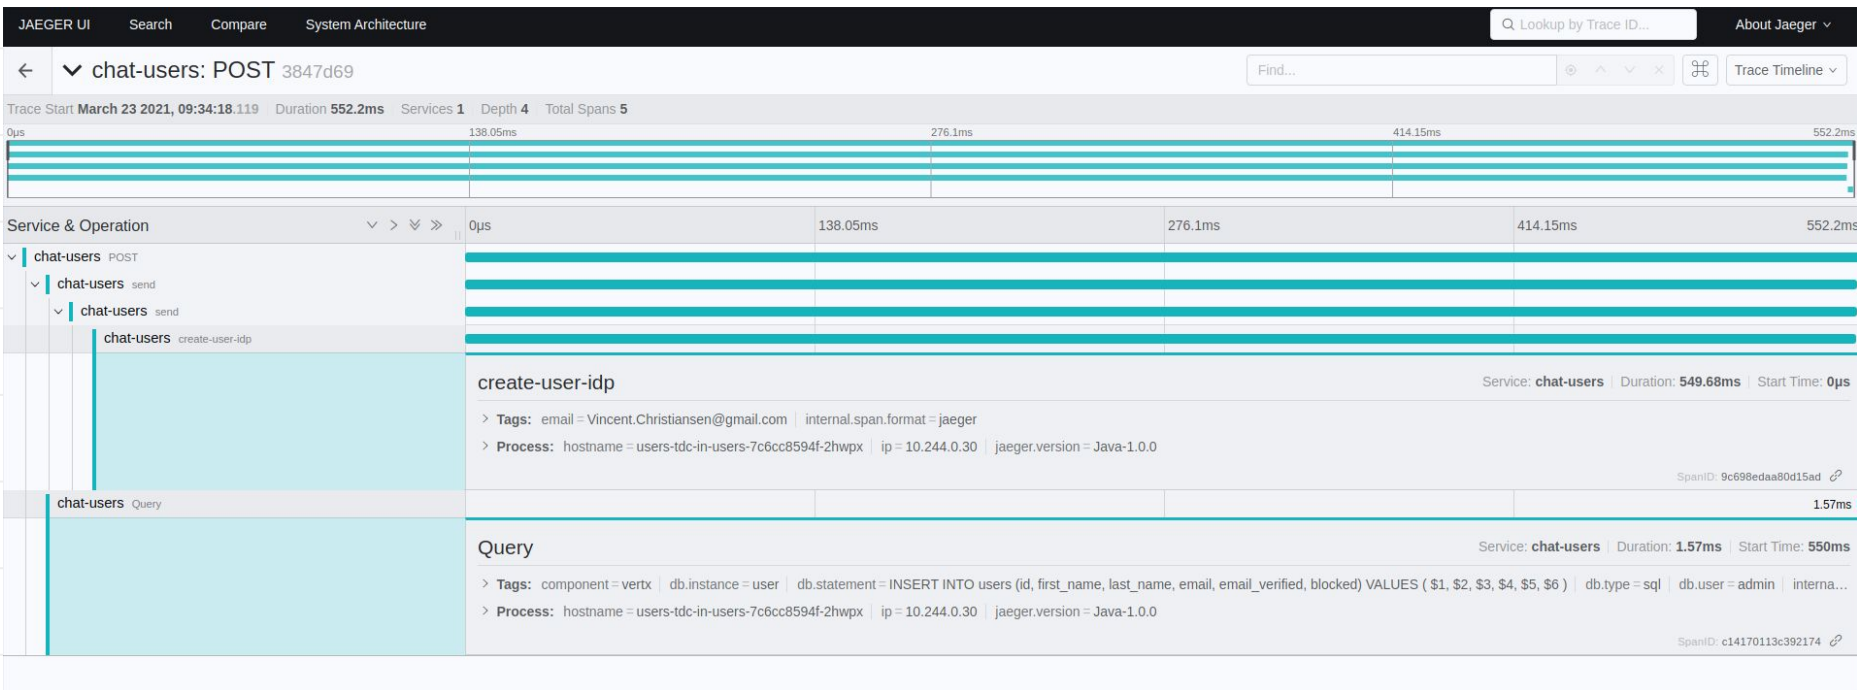 JAEGER UI Search Compare System Architecture Lookup by Trace ID... About Jaeger
chat-users: POST 3847d69 Find... Trace Timeline
Trace Start March 23 2021, 09:34:18.119 Duration 552.2ms Services 1 Depth 4 Total Spans 5
0μs 138.05ms 276.1ms 414.15ms 552.2ms
Service & Operation 0μs 138.05ms 276.1ms 414.15ms 552.2ms
chat-users POST
chat-users send
chat-users send
chat-users create-user-idp
create-user-idp Service: chat-users Duration: 549.68ms Start Time: 0μs
Tags: email = Vincent.Christiansen@gmail.com internal.span.format = jaeger
Process: hostname = users-tdc-in-users-7c6cc8594f-2hwpx ip = 10.244.0.30 jaeger.version = Java-1.0.0
SpanID: 9c698edaa80d15ad
chat-users Query 1.57ms
Query Service: chat-users Duration: 1.57ms Start Time: 550ms
Tags: component = vertx db.instance = user db.statement = INSERT INTO users (id, first_name, last_name, email, email_verified, blocked) VALUES ( $1, $2, $3, $4, $5, $6 ) db.type = sql db.user = admin interna...
Process: hostname = users-tdc-in-users-7c6cc8594f-2hwpx ip = 10.244.0.30 jaeger.version = Java-1.0.0
SpanID: c14170113c392174